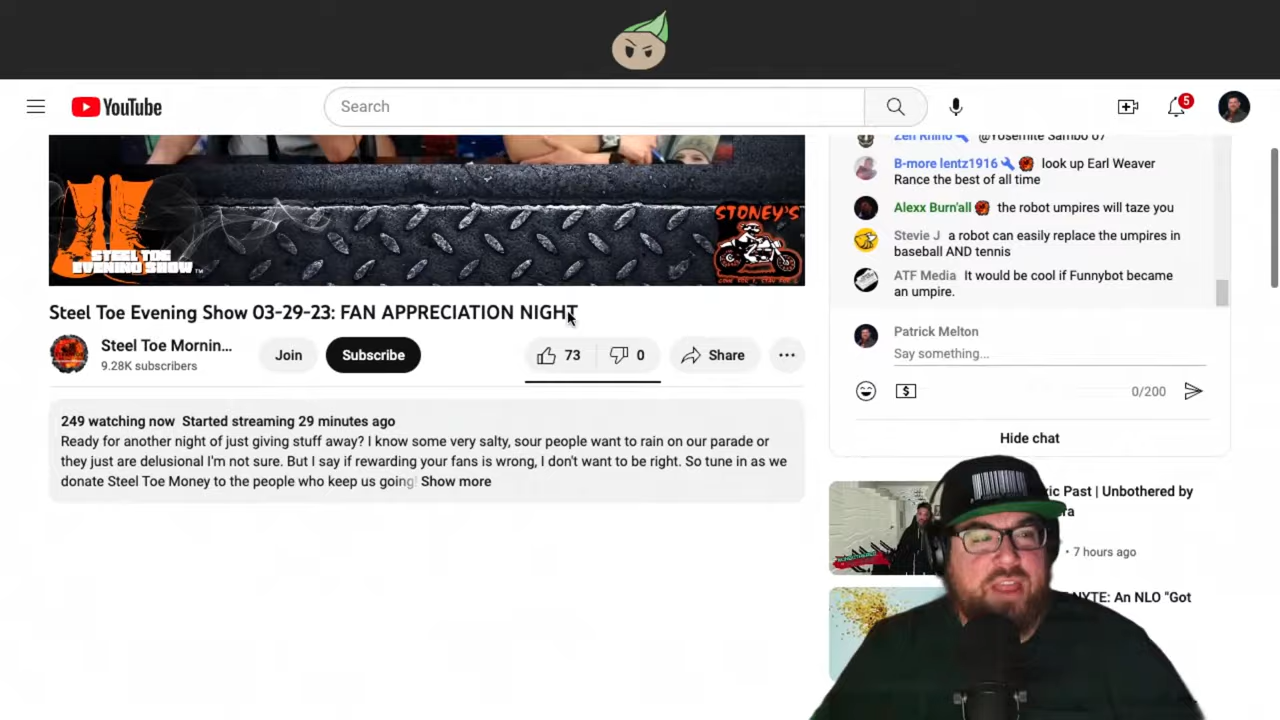 YouTube
Search
5
Zen Rhino @Yosemite Sambo 07
B-more lentz1916 look up Earl Weaver
Rance the best of all time
Alexx Burn'all the robot umpires will taze you
Stevie J a robot can easily replace the umpires in
baseball AND tennis
ATF Media It would be cool if Funnybot became
an umpire.
STEEL TOE
EVENING SHOW
STONEY'S
Steel Toe Evening Show 03-29-23: FAN APPRECIATION NIGHT
Steel Toe Mornin...
9.28K subscribers
Join
Subscribe
73
0
Share
Patrick Melton
Say something...
0/200
Hide chat
249 watching now Started streaming 29 minutes ago
Ready for another night of just giving stuff away? I know some very salty, sour people want to rain on our parade or
they just are delusional I'm not sure. But I say if rewarding your fans is wrong, I don't want to be right. So tune in as we
donate Steel Toe Money to the people who keep us going! Show more
Past | Unbothered by
7 hours ago
An NLO "Got